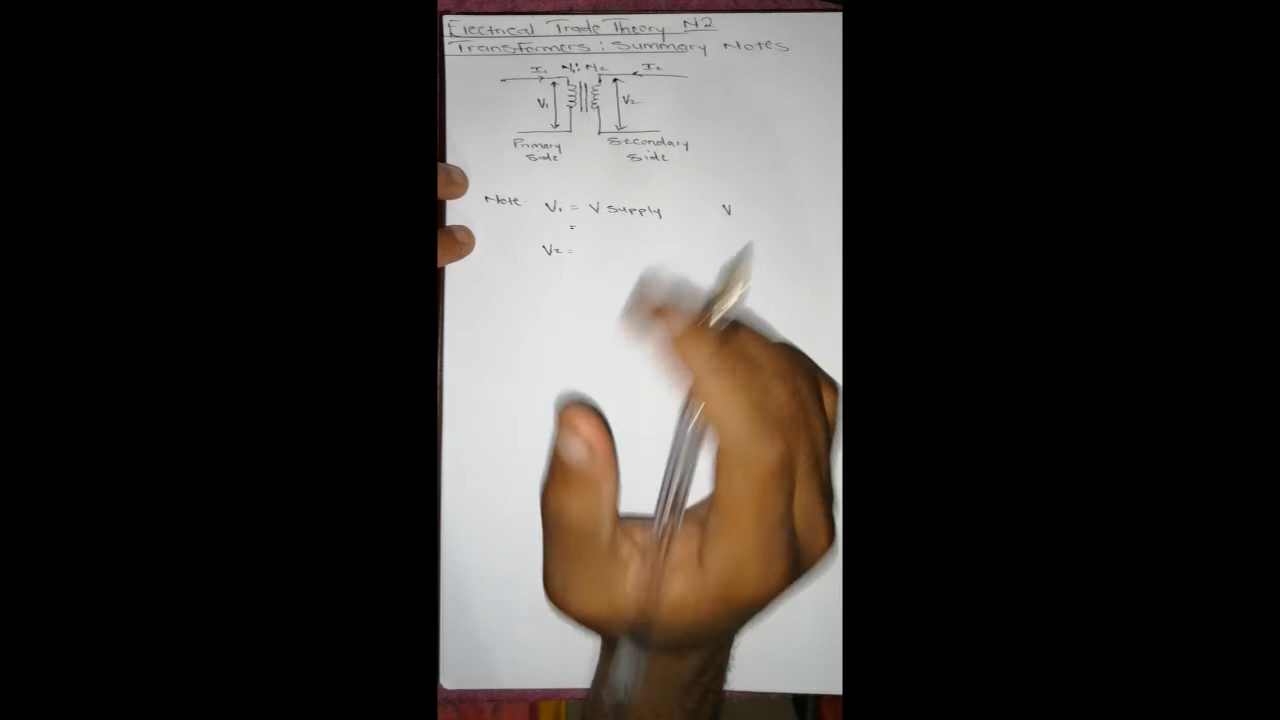 Electrical Trade Theory N2
Transformers: Summary Notes
I₁ N₁: N₂ I₂
V₁ V₂
Primary Side
Secondary Side
Note: V₁ = V supply V
=
V₂ =